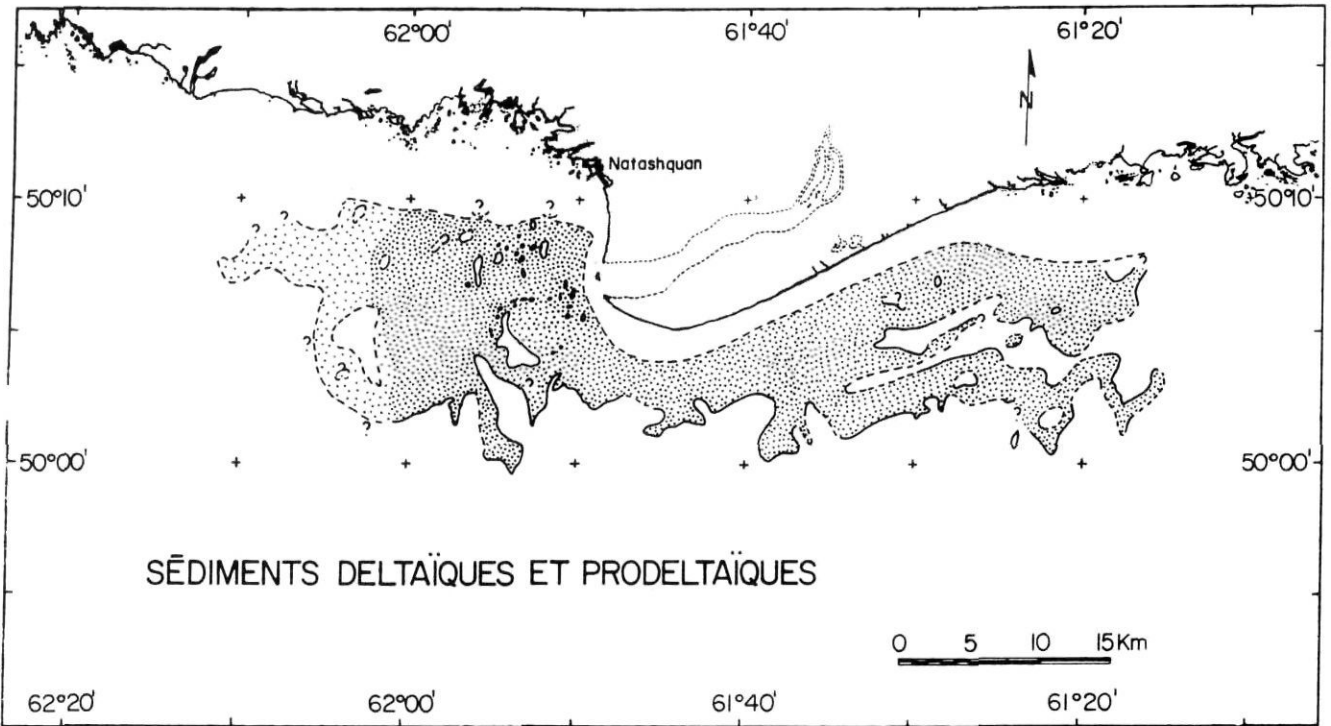 62°00' 61°40' 61°20'
N
Natashquan
50°10' 50°10'
? ? ? ? ?
?
?
?
?
?
?
?
50°00' 50°00'
SÉDIMENTS DELTAÏQUES ET PRODELTAÏQUES
0 5 10 15 Km
62°20' 62°00' 61°40' 61°20'